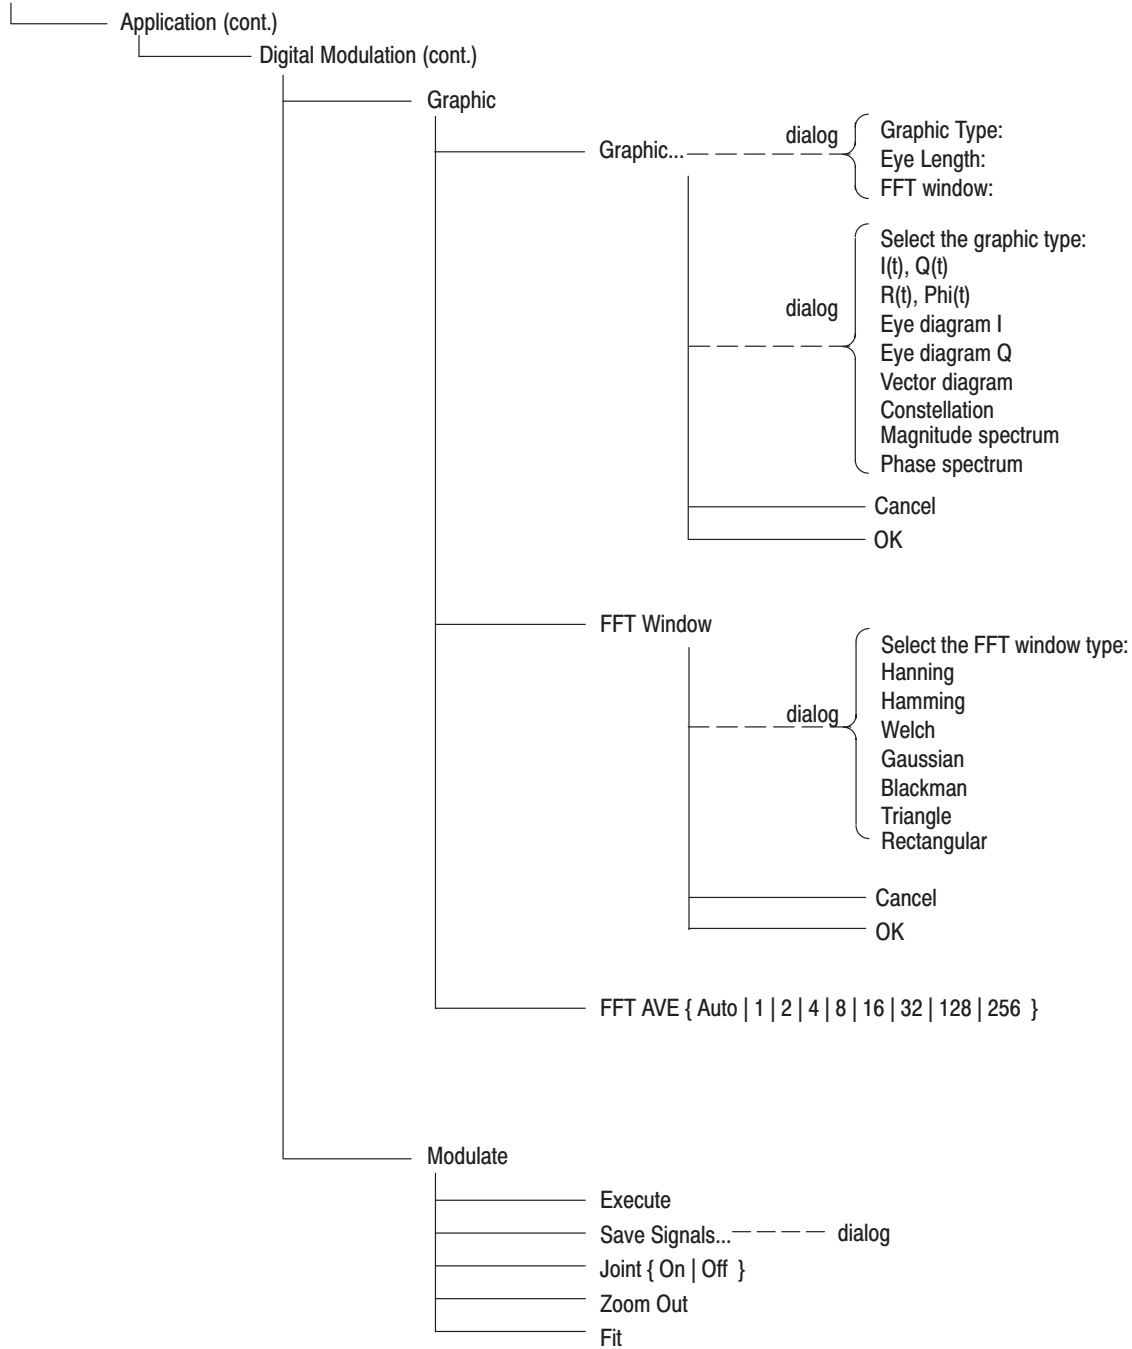 Application (cont.)
Digital Modulation (cont.)
Graphic
Graphic...
dialog
Graphic Type:
Eye Length:
FFT window:
dialog
Select the graphic type:
I(t), Q(t)
R(t), Phi(t)
Eye diagram I
Eye diagram Q
Vector diagram
Constellation
Magnitude spectrum
Phase spectrum
Cancel
OK
FFT Window
dialog
Select the FFT window type:
Hanning
Hamming
Welch
Gaussian
Blackman
Triangle
Rectangular
Cancel
OK
FFT AVE { Auto | 1 | 2 | 4 | 8 | 16 | 32 | 128 | 256 }
Modulate
Execute
Save Signals... dialog
Joint { On | Off }
Zoom Out
Fit